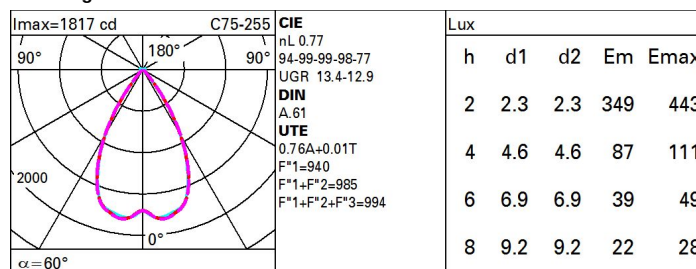 Imax=1817 cd C75-255
90° 180° 90°
2000
0°
α=60°
CIE
nL 0.77
94-99-99-98-77
UGR 13.4-12.9
DIN
A.61
UTE
0.76A+0.01T
F"1=940
F"1+F"2=985
F"1+F"2+F"3=994
Lux
h d1 d2 Em Emax
2 2.3 2.3 349 443
4 4.6 4.6 87 111
6 6.9 6.9 39 49
8 9.2 9.2 22 28